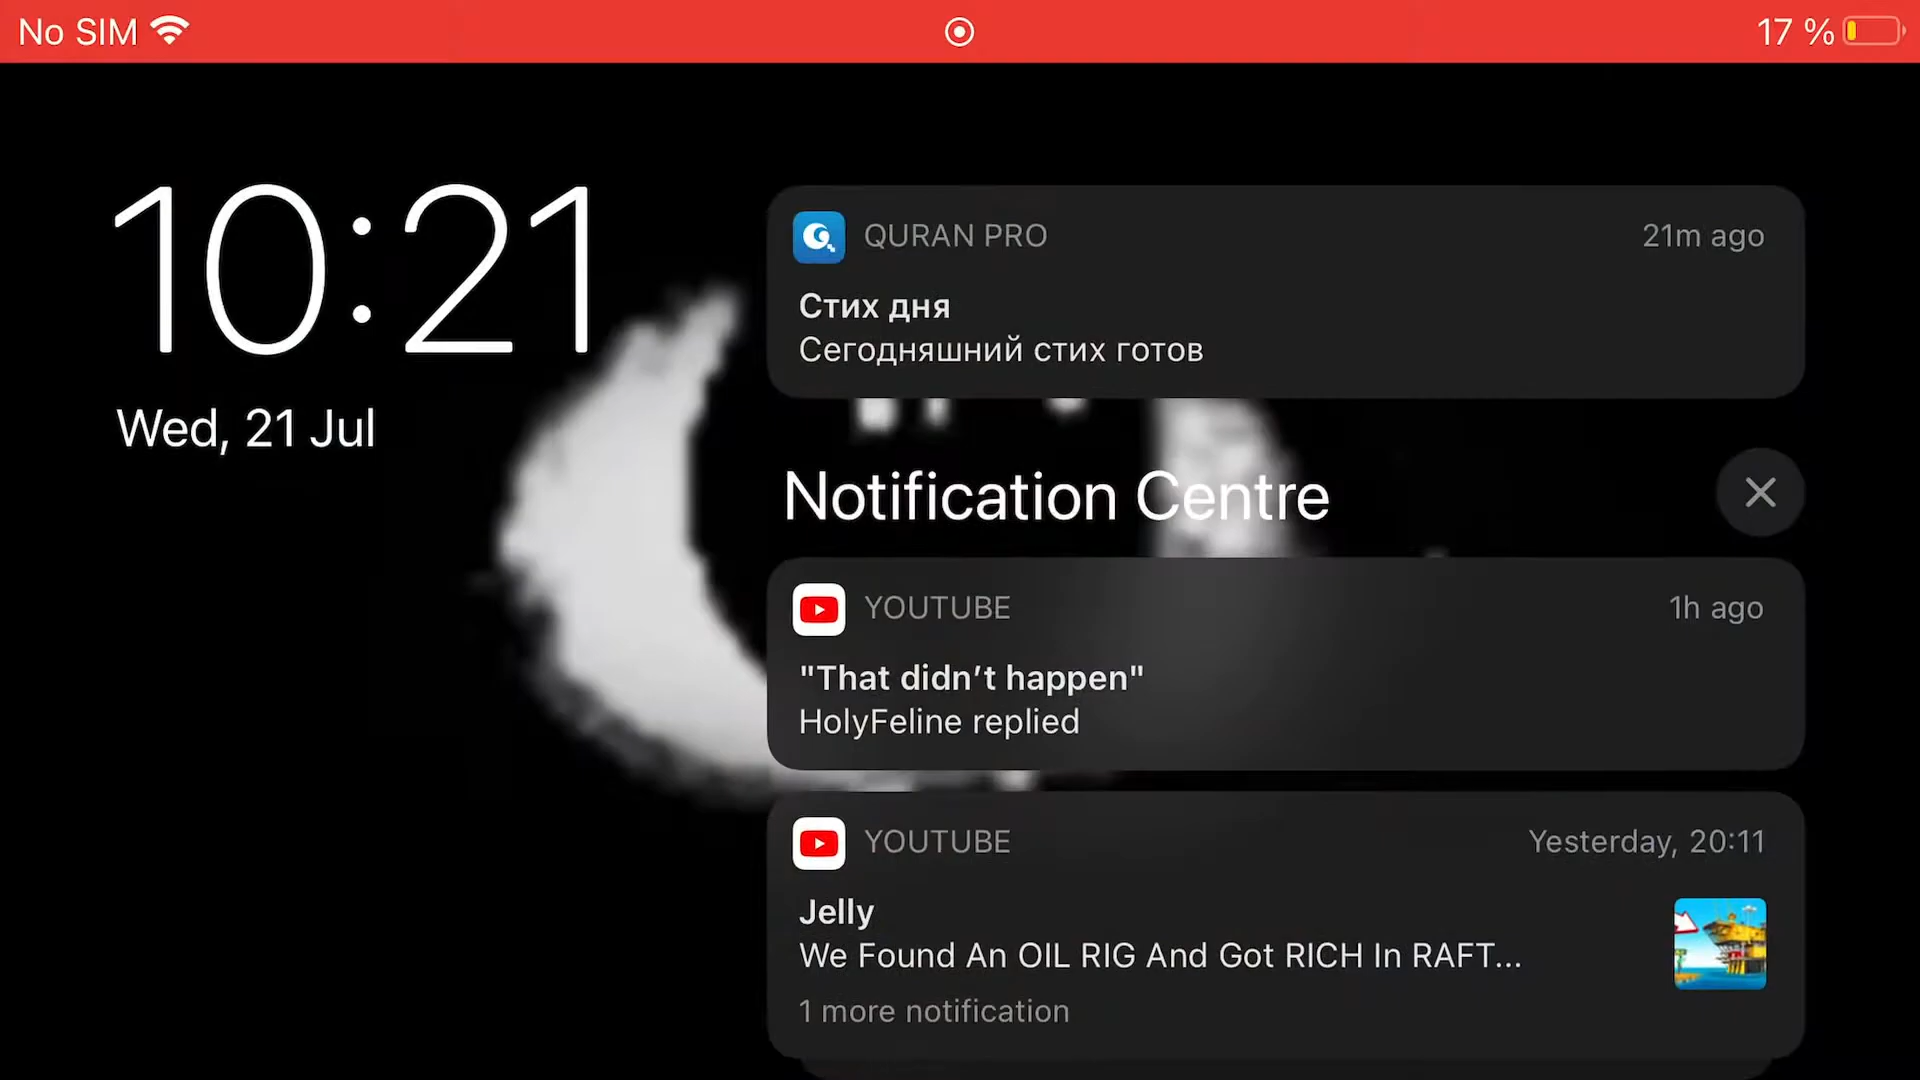 No SIM
17 %
10:21
Wed, 21 Jul
QURAN PRO
21m ago
Стих дня
Сегодняшний стих готов
Notification Centre
YOUTUBE
1h ago
"That didn’t happen"
HolyFeline replied
YOUTUBE
Yesterday, 20:11
Jelly
We Found An OIL RIG And Got RICH In RAFT...
1 more notification